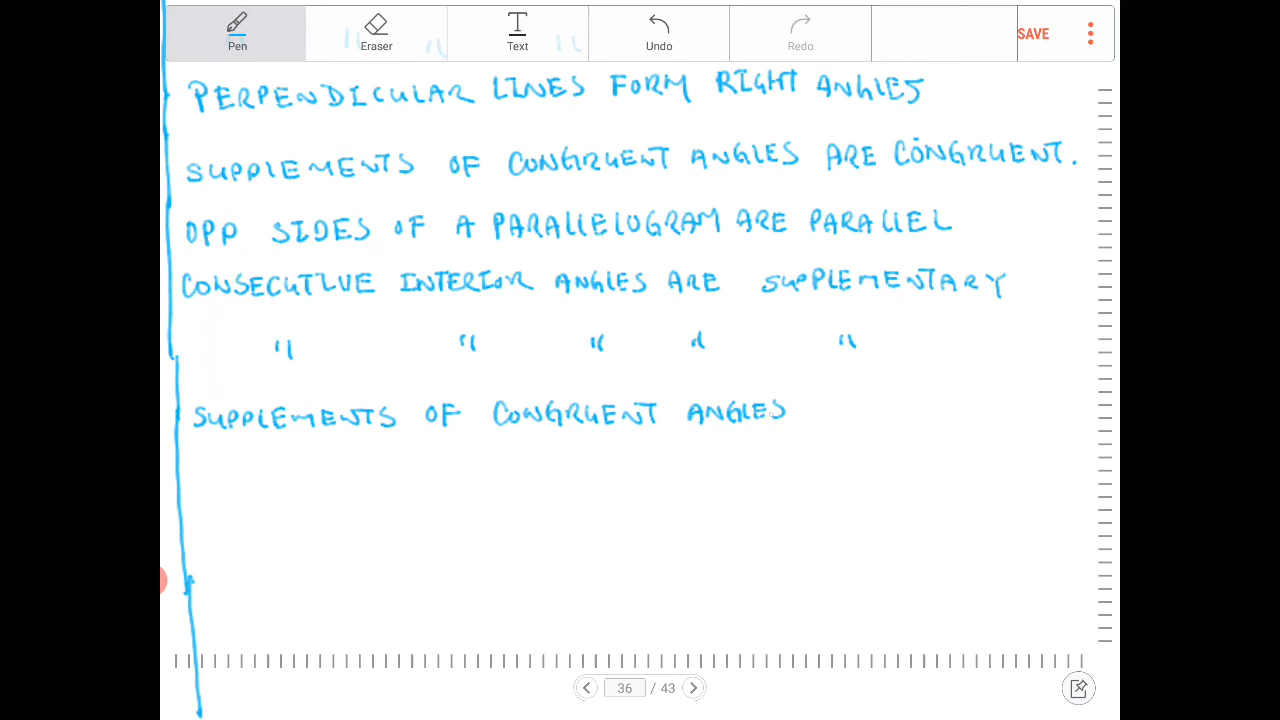 Pen Eraser Text Undo Redo SAVE
" " "
PERPENDICULAR LINES FORM RIGHT ANGLES
SUPPLEMENTS OF CONGRUENT ANGLES ARE CONGRUENT.
OPP SIDES OF A PARALLELOGRAM ARE PARALLEL
CONSECUTIVE INTERIOR ANGLES ARE SUPPLEMENTARY
" " " " "
SUPPLEMENTS OF CONGRUENT ANGLES
36 / 43